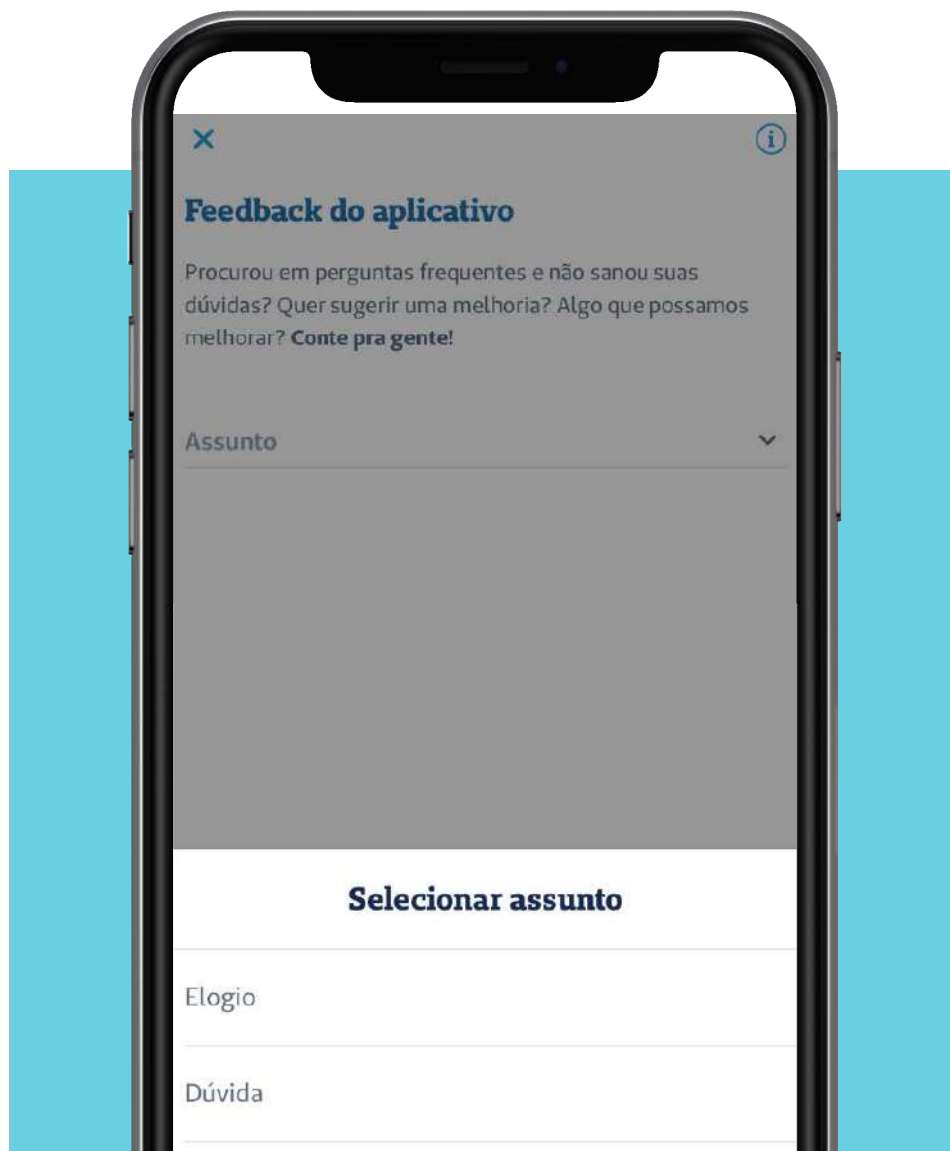 Feedback do aplicativo
Procurou em perguntas frequentes e não sanou suas
dúvidas? Quer sugerir uma melhoria? Algo que possamos
melhorar? Conte pra gente!
Assunto
Selecionar assunto
Elogio
Dúvida